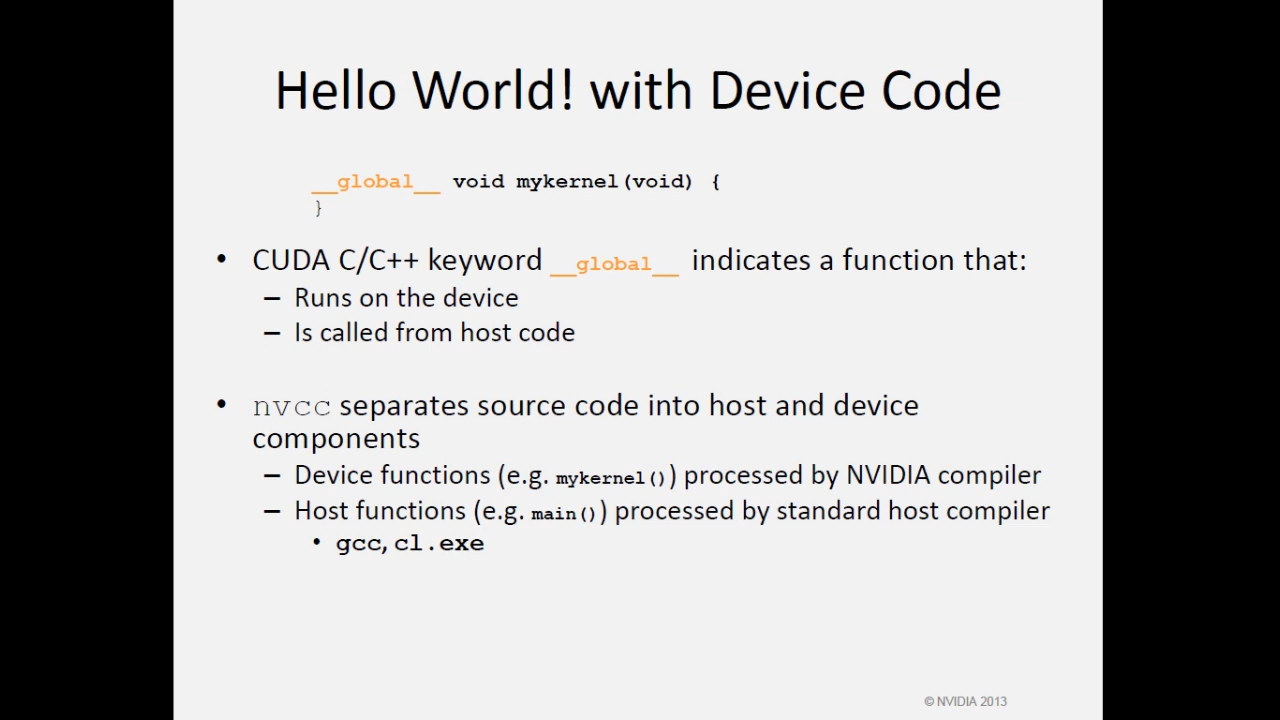 Hello World! with Device Code
__global__ void mykernel(void) {
}
• CUDA C/C++ keyword __global__ indicates a function that:
– Runs on the device
– Is called from host code
• nvcc separates source code into host and device
components
– Device functions (e.g. mykernel()) processed by NVIDIA compiler
– Host functions (e.g. main()) processed by standard host compiler
• gcc, cl.exe
© NVIDIA 2013